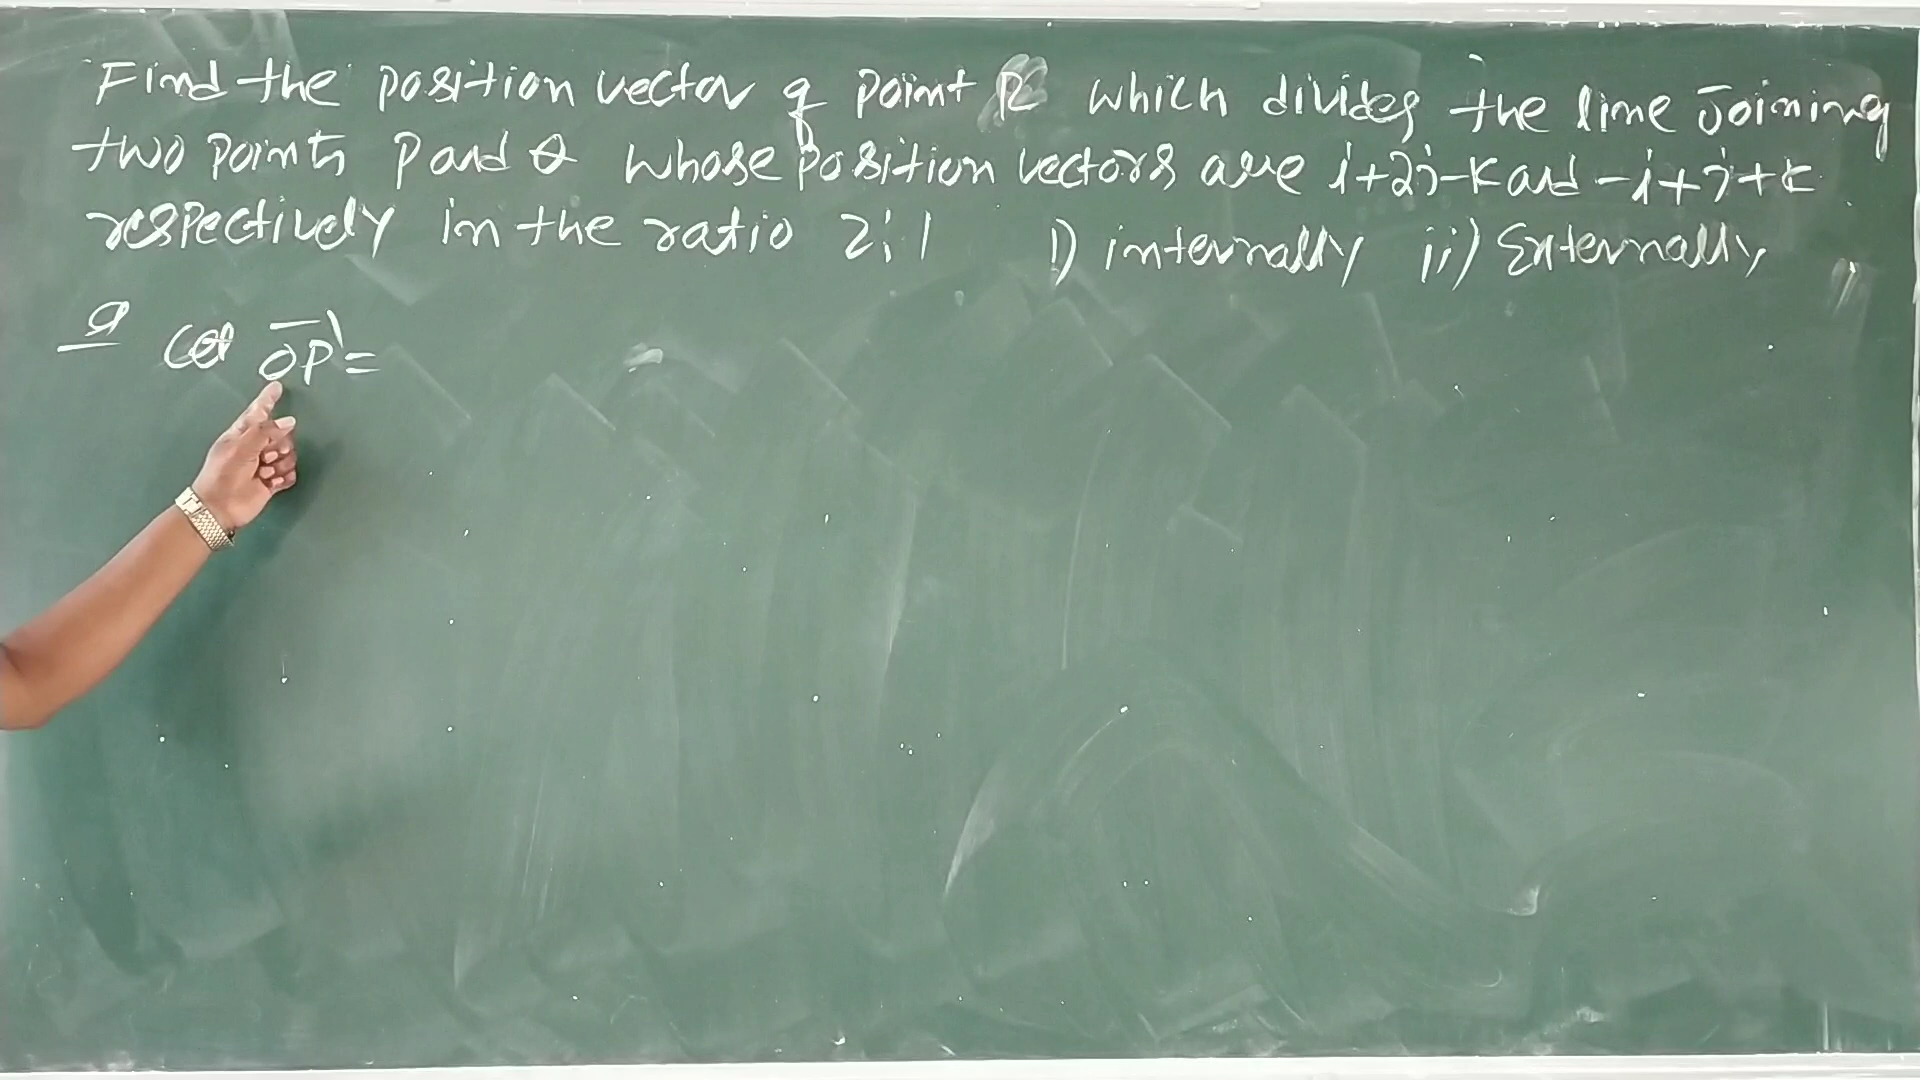 Find the position vector of point R which divides the line Joining
two points P and Q whose position vectors are i+2j-k and -i+j+k
respectively in the ratio 2:1 i) internally ii) Externally
Let OP =